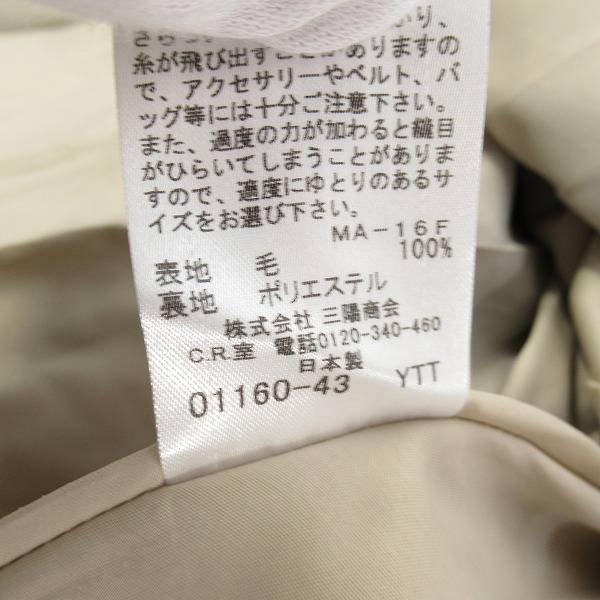 糸が飛び出すことがありますの
で、アクセサリーやベルト、バ
ッグ等には十分ご注意下さい。
また、過度の力が加わると縫目
がひらいてしまうことがありま
すので、適度にゆとりのあるサ
イズをお選び下さい。
MA-16F
表地 毛 100%
裏地 ポリエステル
株式会社 三陽商会
C.R.室 電話0120-340-460
日本製
01160-43 YTT